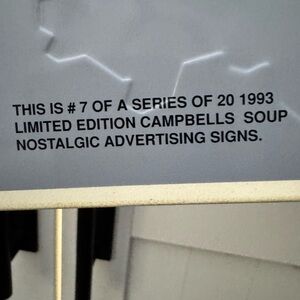 THIS IS # 7 OF A SERIES OF 20 1993
LIMITED EDITION CAMPBELLS SOUP
NOSTALGIC ADVERTISING SIGNS.